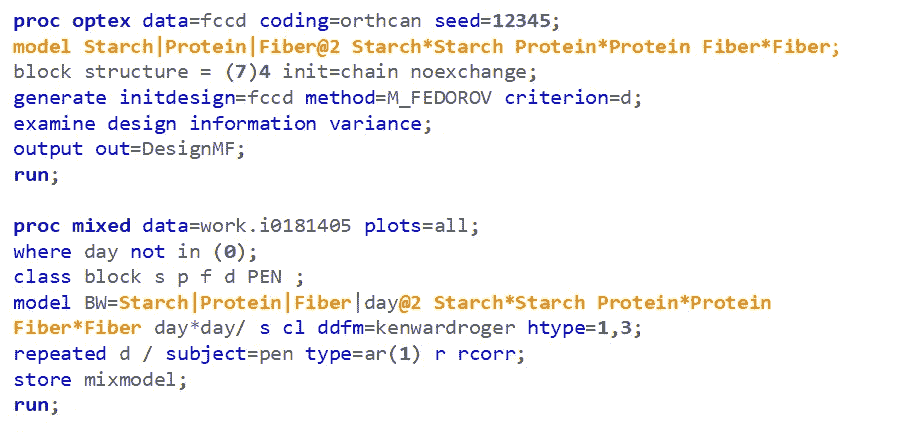 proc optex data=fccd coding=orthcan seed=12345;
model Starch|Protein|Fiber@2 Starch*Starch Protein*Protein Fiber*Fiber;
block structure = (7)4 init=chain noexchange;
generate initdesign=fccd method=M_FEDOROV criterion=d;
examine design information variance;
output out=DesignMF;
run;
proc mixed data=work.i0181405 plots=all;
where day not in (0);
class block s p f d PEN ;
model BW=Starch|Protein|Fiber|day@2 Starch*Starch Protein*Protein
Fiber*Fiber day*day/ s cl ddfm=kenwardroger htype=1,3;
repeated d / subject=pen type=ar(1) r rcorr;
store mixmodel;
run;